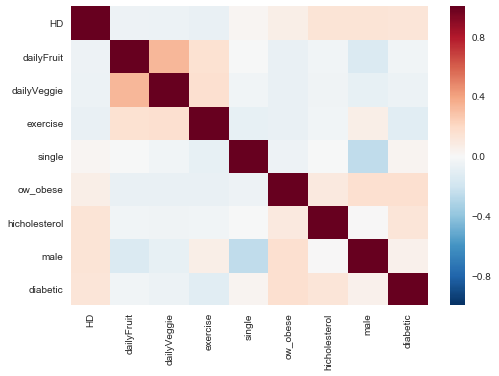 HD
dailyFruit
dailyVeggie
exercise
single
ow_obese
hicholesterol
male
diabetic
HD
dailyFruit
dailyVeggie
exercise
single
ow_obese
hicholesterol
male
diabetic
0.8
0.4
0.0
−0.4
−0.8